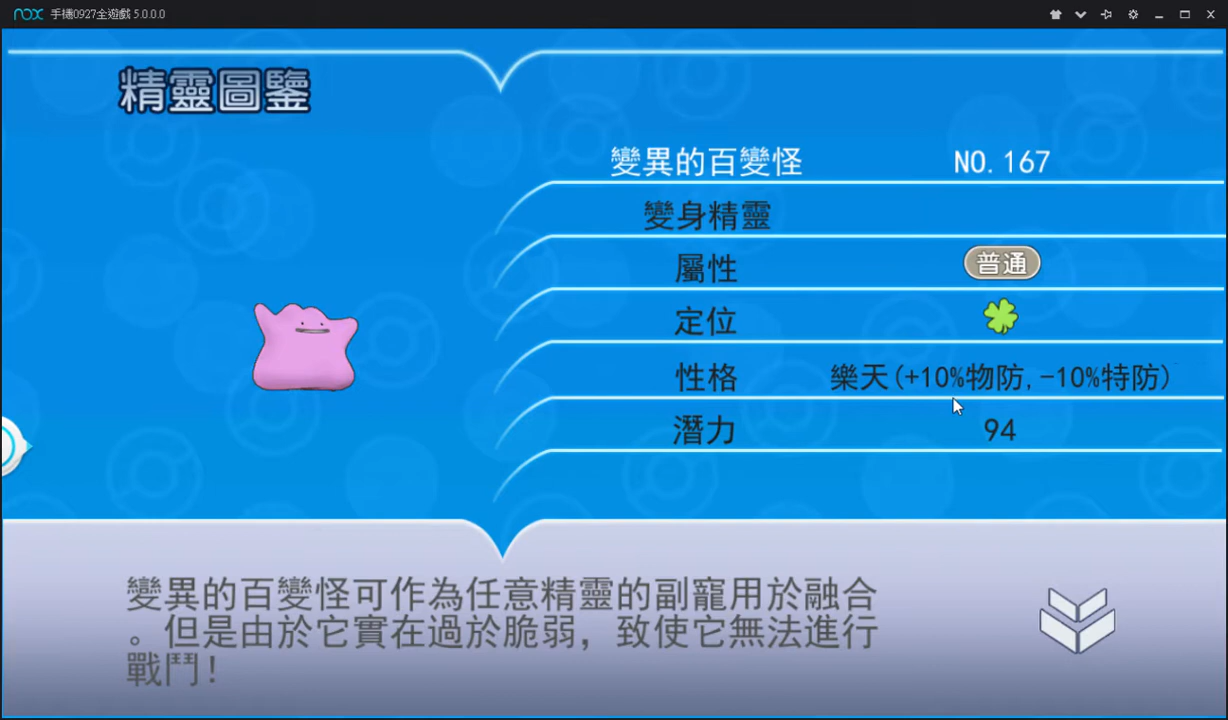 nox 手機0927全遊戲 5.0.0.0
精靈圖鑒
變異的百變怪 NO.167
變身精靈
屬性 普通
定位
性格 樂天(+10%物防,-10%特防)
潛力 94
變異的百變怪可作為任意精靈的副寵用於融合
。但是由於它實在過於脆弱，致使它無法進行
戰鬥！